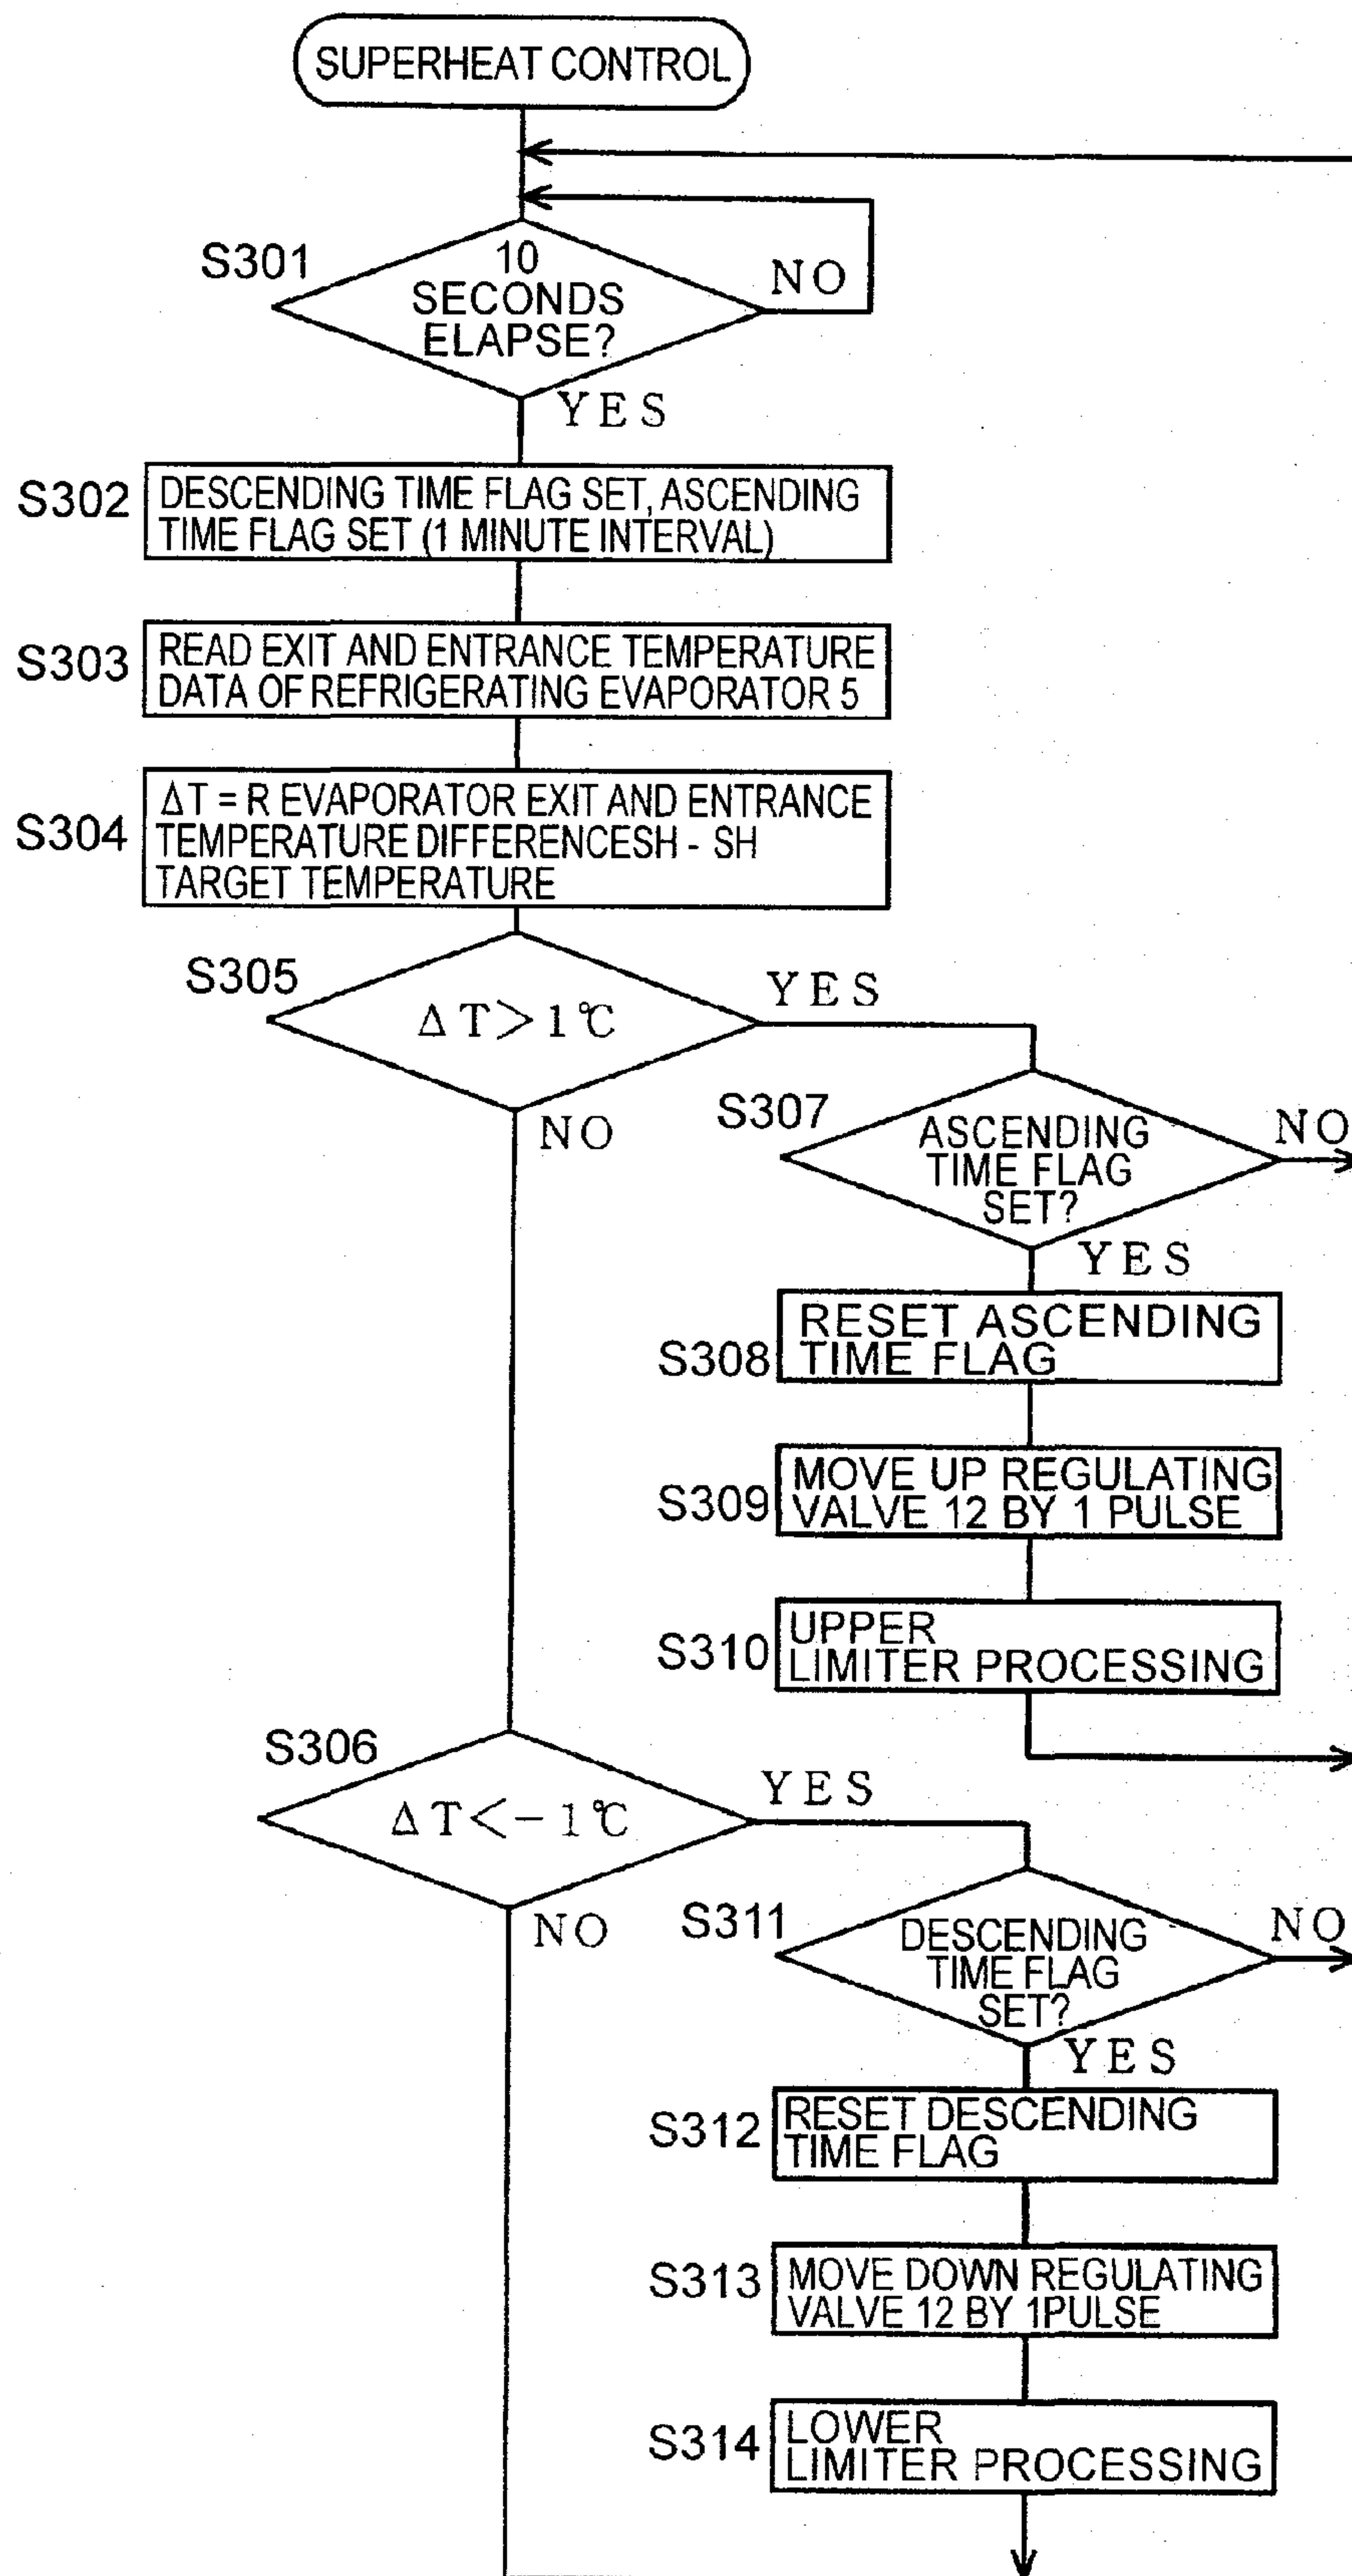 SUPERHEAT CONTROL
S301
10
SECONDS
ELAPSE?
NO
YES
S302
DESCENDING TIME FLAG SET, ASCENDING
TIME FLAG SET (1 MINUTE INTERVAL)
S303
READ EXIT AND ENTRANCE TEMPERATURE
DATA OF REFRIGERATING EVAPORATOR 5
S304
ΔT = R EVAPORATOR EXIT AND ENTRANCE
TEMPERATURE DIFFERENCESH - SH
TARGET TEMPERATURE
S305
ΔT>1℃
YES
NO
S307
ASCENDING
TIME FLAG
SET?
NO
YES
S308
RESET ASCENDING
TIME FLAG
S309
MOVE UP REGULATING
VALVE 12 BY 1 PULSE
S310
UPPER
LIMITER PROCESSING
S306
ΔT<-1℃
YES
NO
S311
DESCENDING
TIME FLAG
SET?
NO
YES
S312
RESET DESCENDING
TIME FLAG
S313
MOVE DOWN REGULATING
VALVE 12 BY 1PULSE
S314
LOWER
LIMITER PROCESSING